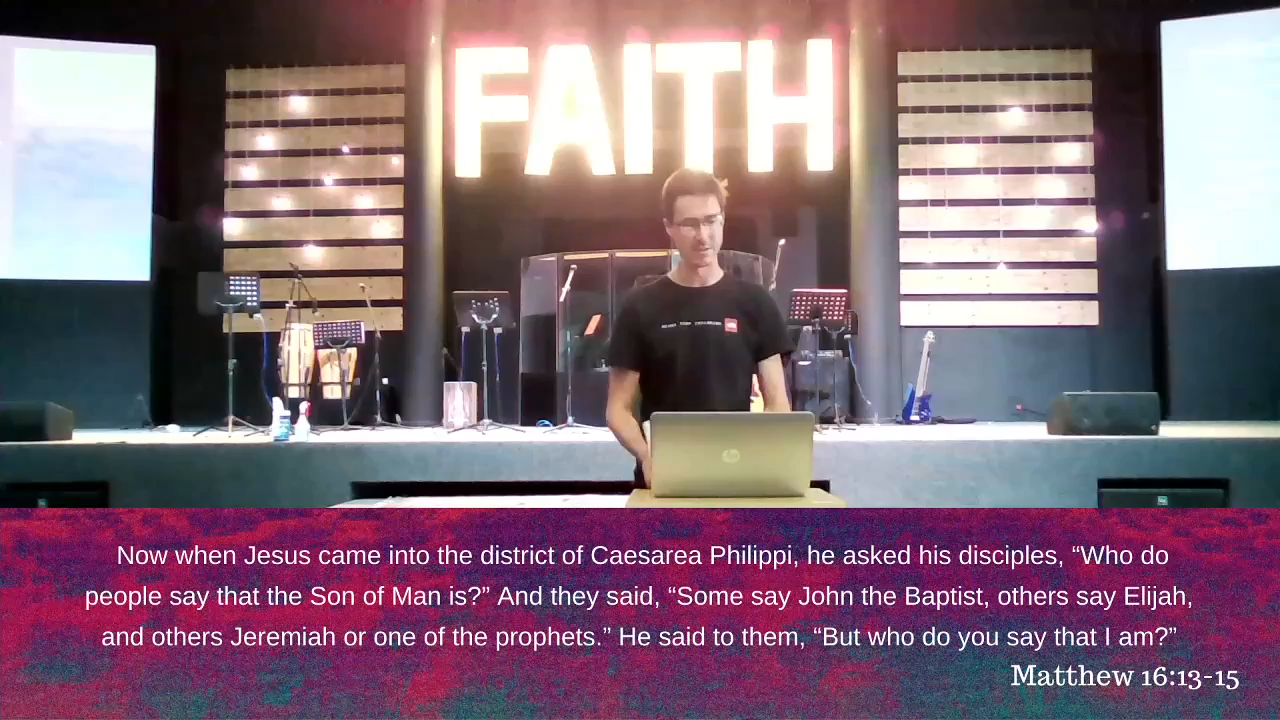 FAITH
hp
Now when Jesus came into the district of Caesarea Philippi, he asked his disciples, “Who do
people say that the Son of Man is?” And they said, “Some say John the Baptist, others say Elijah,
and others Jeremiah or one of the prophets.” He said to them, “But who do you say that I am?”
Matthew 16:13-15